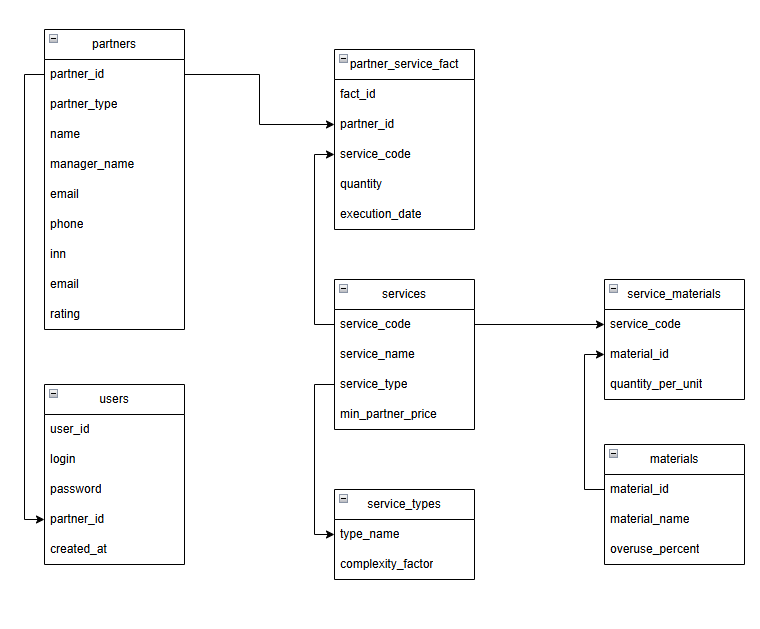 partners
partner_id
partner_type
name
manager_name
email
phone
inn
email
rating
users
user_id
login
password
partner_id
created_at
partner_service_fact
fact_id
partner_id
service_code
quantity
execution_date
services
service_code
service_name
service_type
min_partner_price
service_types
type_name
complexity_factor
service_materials
service_code
material_id
quantity_per_unit
materials
material_id
material_name
overuse_percent